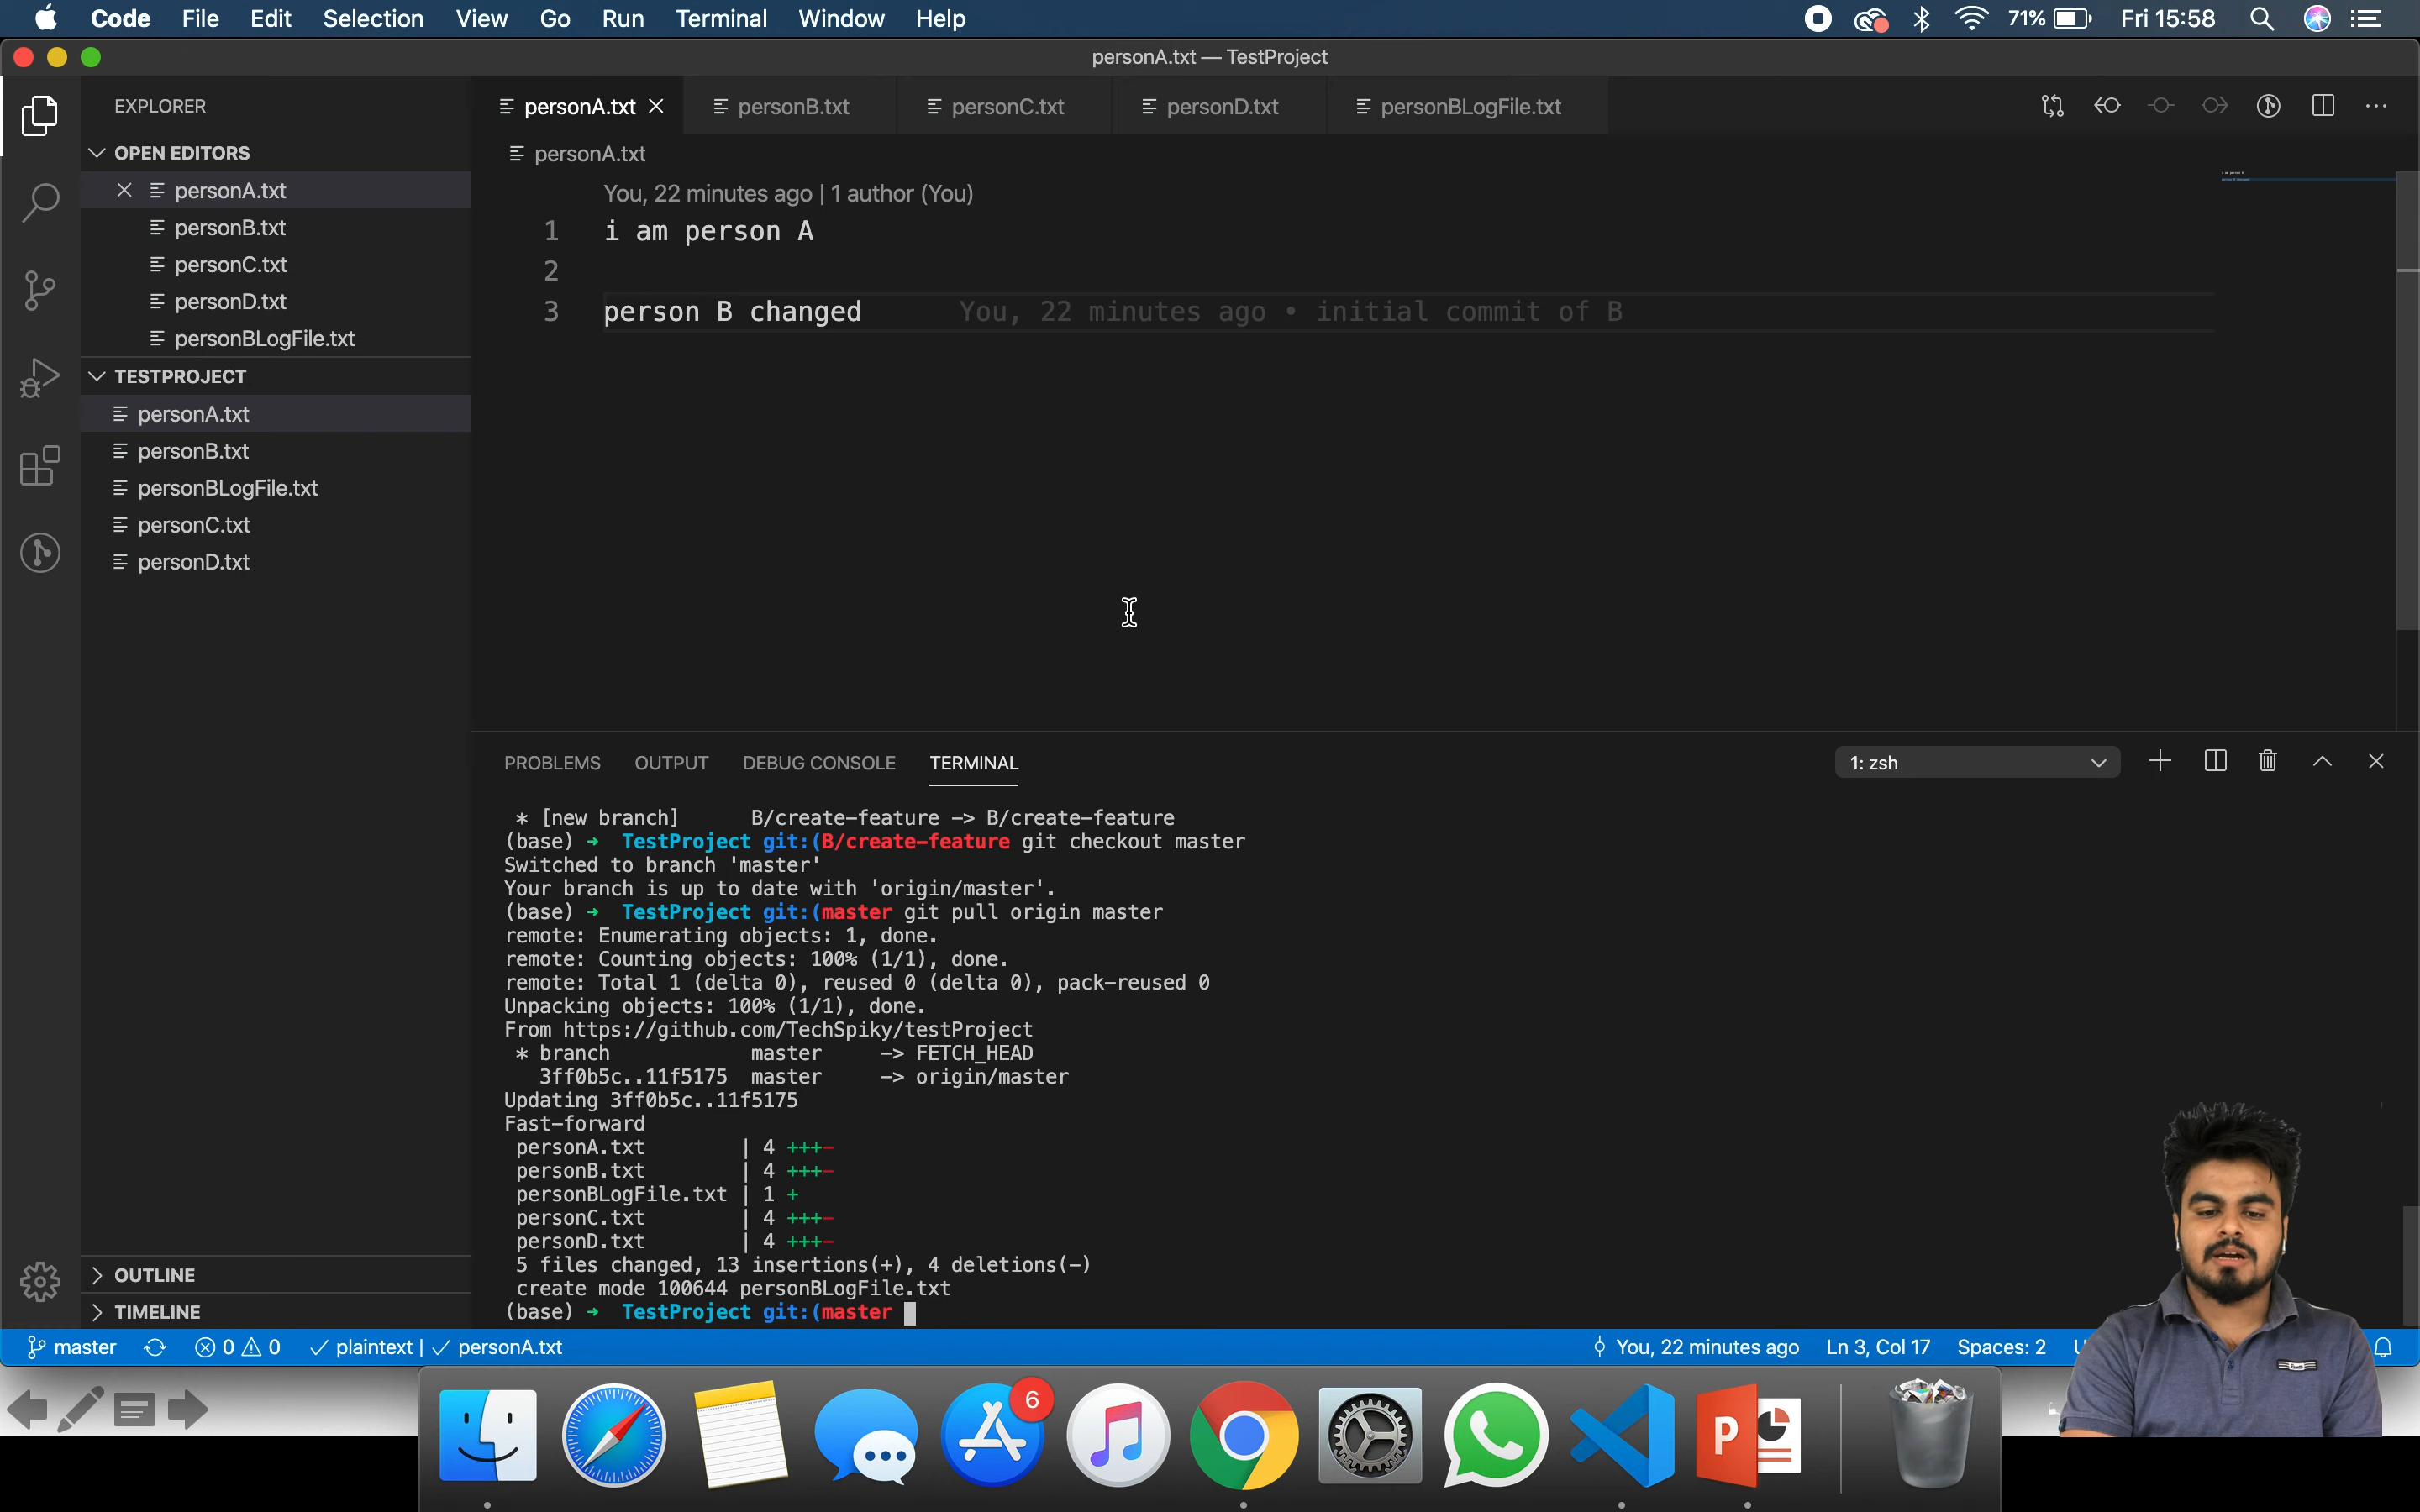 Code File Edit Selection View Go Run Terminal Window Help
71% Fri 15:58
personA.txt — TestProject
EXPLORER
OPEN EDITORS
personA.txt
personB.txt
personC.txt
personD.txt
personBLogFile.txt
TESTPROJECT
personA.txt
personB.txt
personBLogFile.txt
personC.txt
personD.txt
OUTLINE
TIMELINE
personA.txt personB.txt personC.txt personD.txt personBLogFile.txt
personA.txt
You, 22 minutes ago | 1 author (You)
1 i am person A
2
3 person B changed You, 22 minutes ago • initial commit of B
PROBLEMS OUTPUT DEBUG CONSOLE TERMINAL
1: zsh
* [new branch] B/create-feature -> B/create-feature
(base) ➜ TestProject git:(B/create-feature git checkout master
Switched to branch 'master'
Your branch is up to date with 'origin/master'.
(base) ➜ TestProject git:(master git pull origin master
remote: Enumerating objects: 1, done.
remote: Counting objects: 100% (1/1), done.
remote: Total 1 (delta 0), reused 0 (delta 0), pack-reused 0
Unpacking objects: 100% (1/1), done.
From https://github.com/TechSpiky/testProject
* branch master -> FETCH_HEAD
3ff0b5c..11f5175 master -> origin/master
Updating 3ff0b5c..11f5175
Fast-forward
personA.txt | 4 +++-
personB.txt | 4 +++-
personBLogFile.txt | 1 +
personC.txt | 4 +++-
personD.txt | 4 +++-
5 files changed, 13 insertions(+), 4 deletions(-)
create mode 100644 personBLogFile.txt
(base) ➜ TestProject git:(master
master 0 0 plaintext | personA.txt
You, 22 minutes ago Ln 3, Col 17 Spaces: 2
6
P